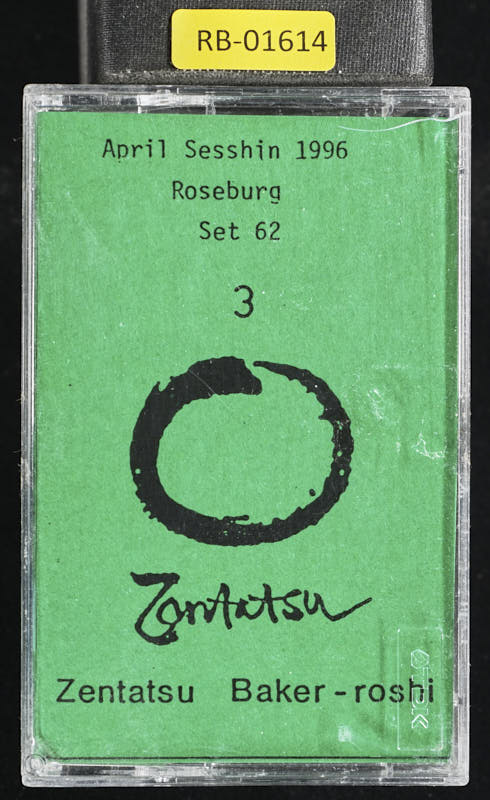 RB-01614
April Sesshin 1996
Roseburg
Set 62
3
Zentatsu
Zentatsu Baker-roshi